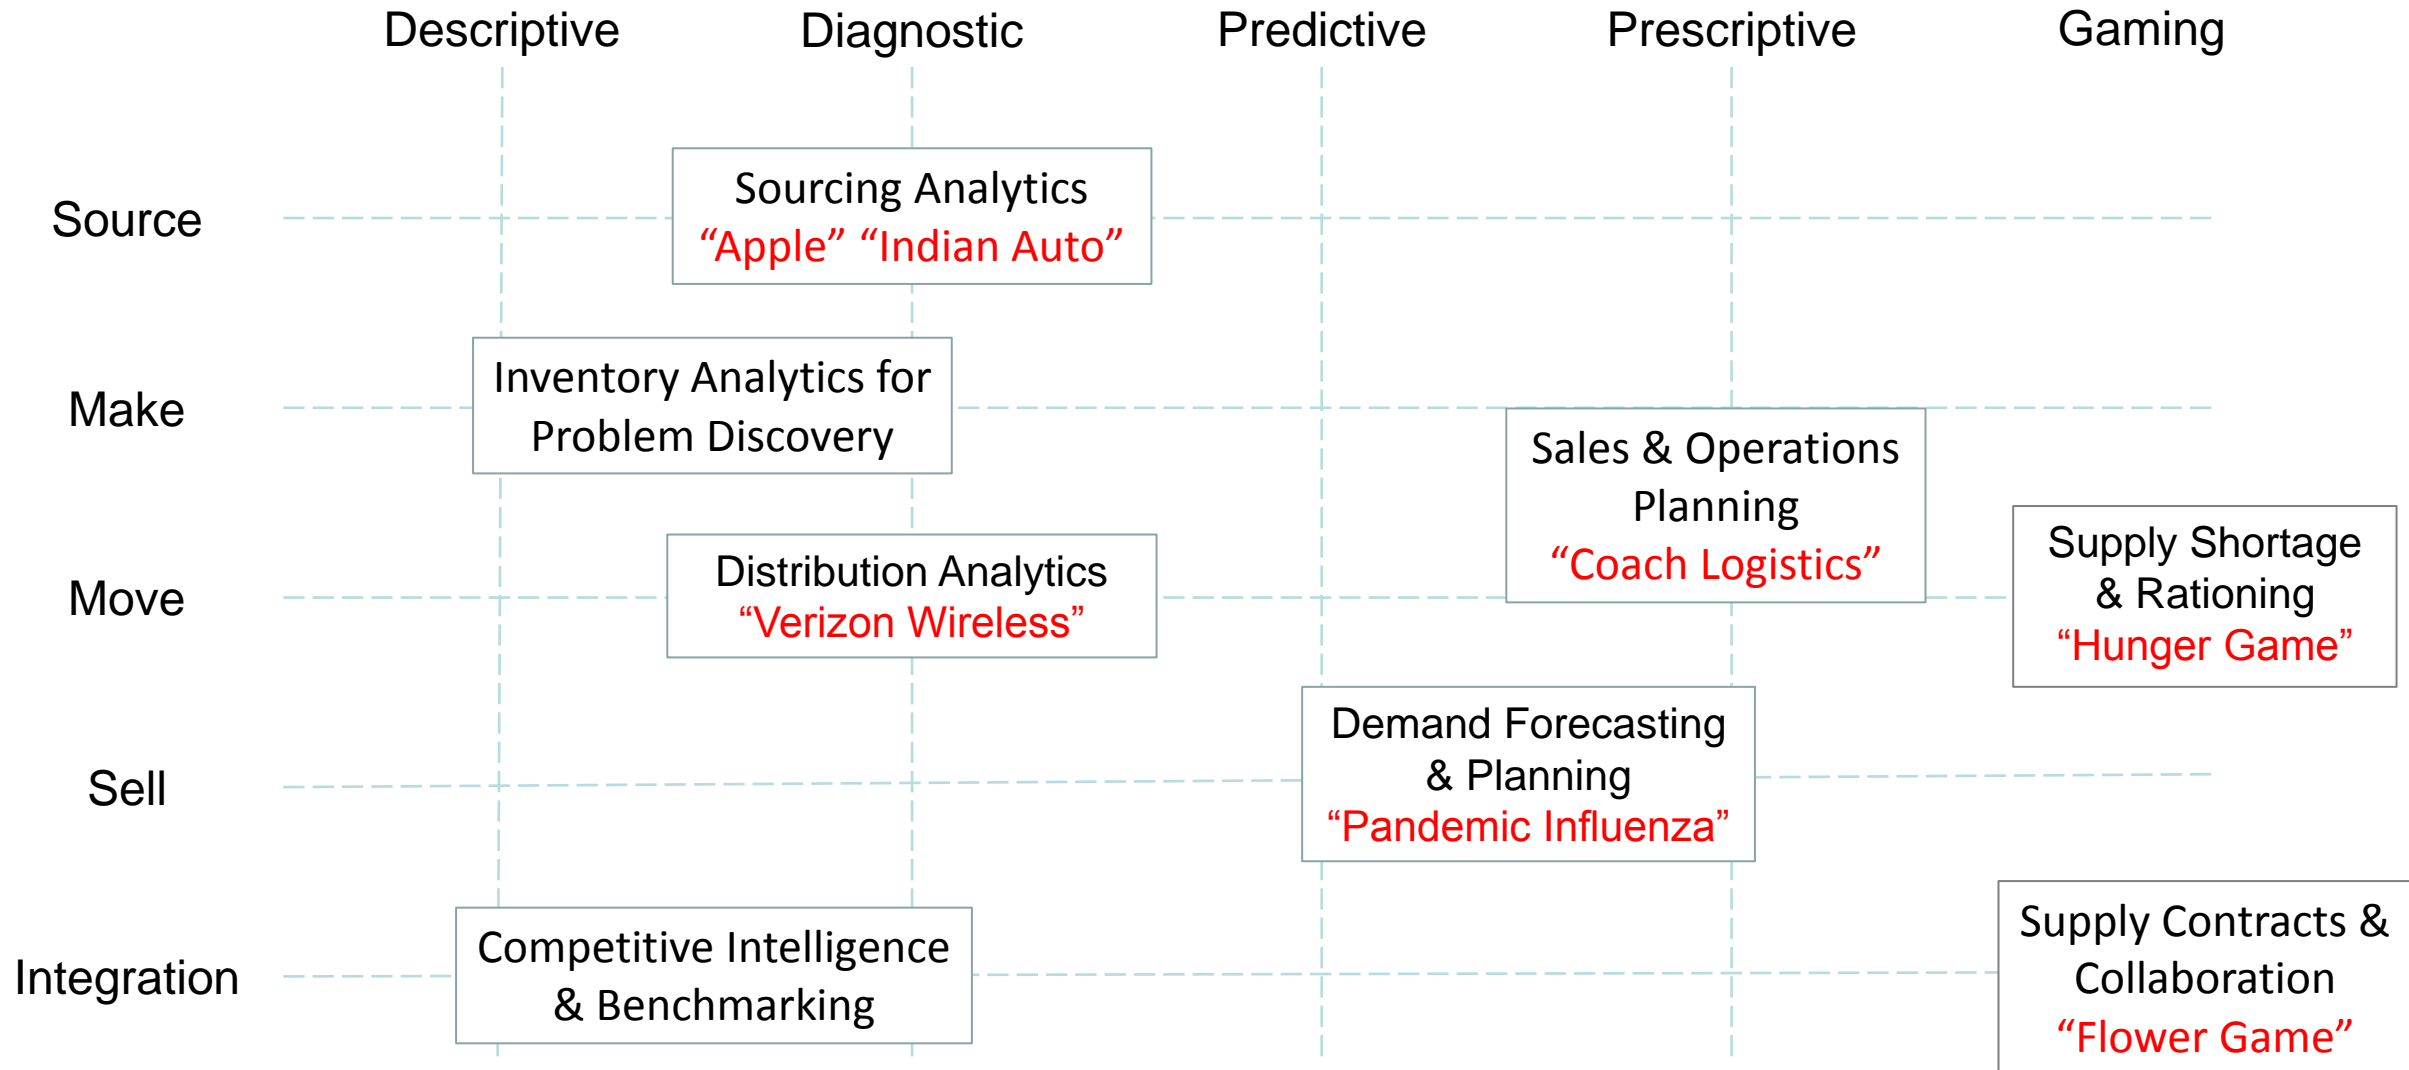 Descriptive
Diagnostic
Predictive
Prescriptive
Gaming
Source
Sourcing Analytics
“Apple” “Indian Auto”
Make
Inventory Analytics for
Problem Discovery
Sales & Operations
Planning
“Coach Logistics”
Move
Distribution Analytics
“Verizon Wireless”
Supply Shortage
& Rationing
“Hunger Game”
Sell
Demand Forecasting
& Planning
“Pandemic Influenza”
Integration
Competitive Intelligence
& Benchmarking
Supply Contracts &
Collaboration
“Flower Game”